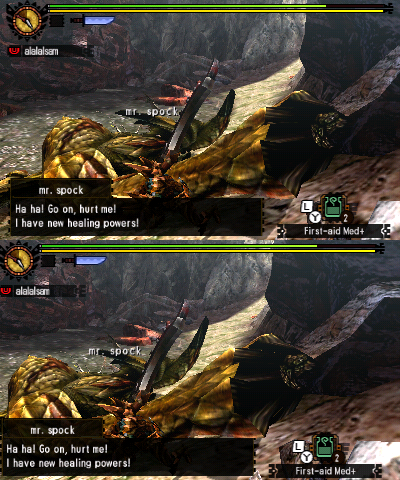 alalalsam
mr. spock
mr. spock
Ha ha! Go on, hurt me!
I have new healing powers!
L
Y
2
First-aid Med+
alalalsam
mr. spock
mr. spock
Ha ha! Go on, hurt me!
I have new healing powers!
L
Y
2
First-aid Med+